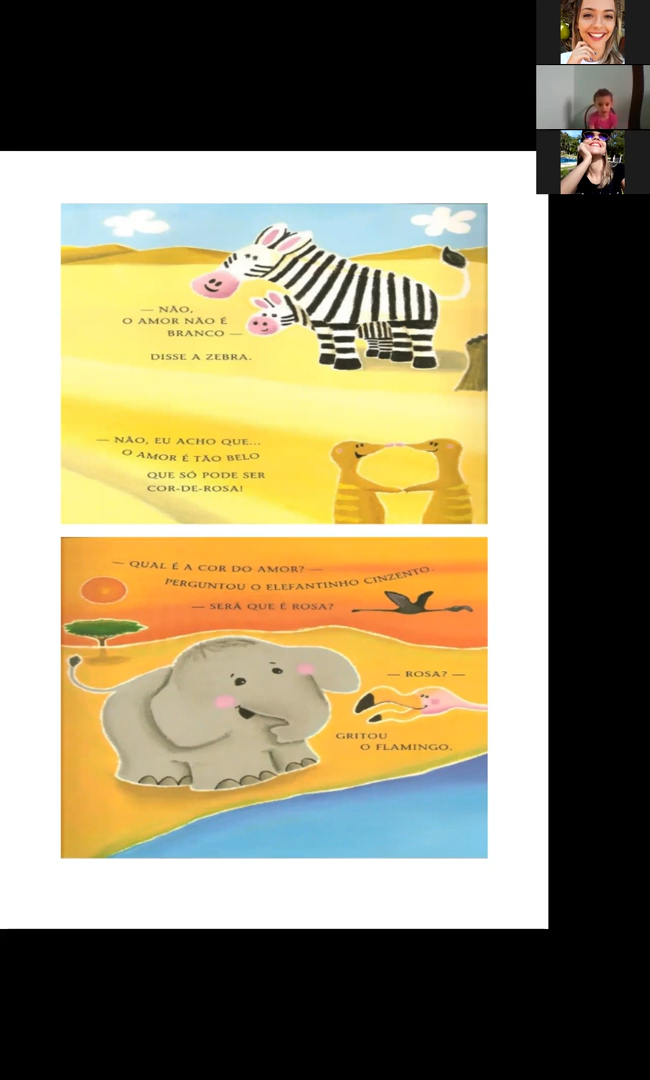 — NÃO,
O AMOR NÃO É
BRANCO —
DISSE A ZEBRA.
— NÃO, EU ACHO QUE...
O AMOR É TÃO BELO
QUE SÓ PODE SER
COR-DE-ROSA!
— QUAL É A COR DO AMOR? —
PERGUNTOU O ELEFANTINHO CINZENTO.
— SERÁ QUE É ROSA?
— ROSA? —
GRITOU
O FLAMINGO.